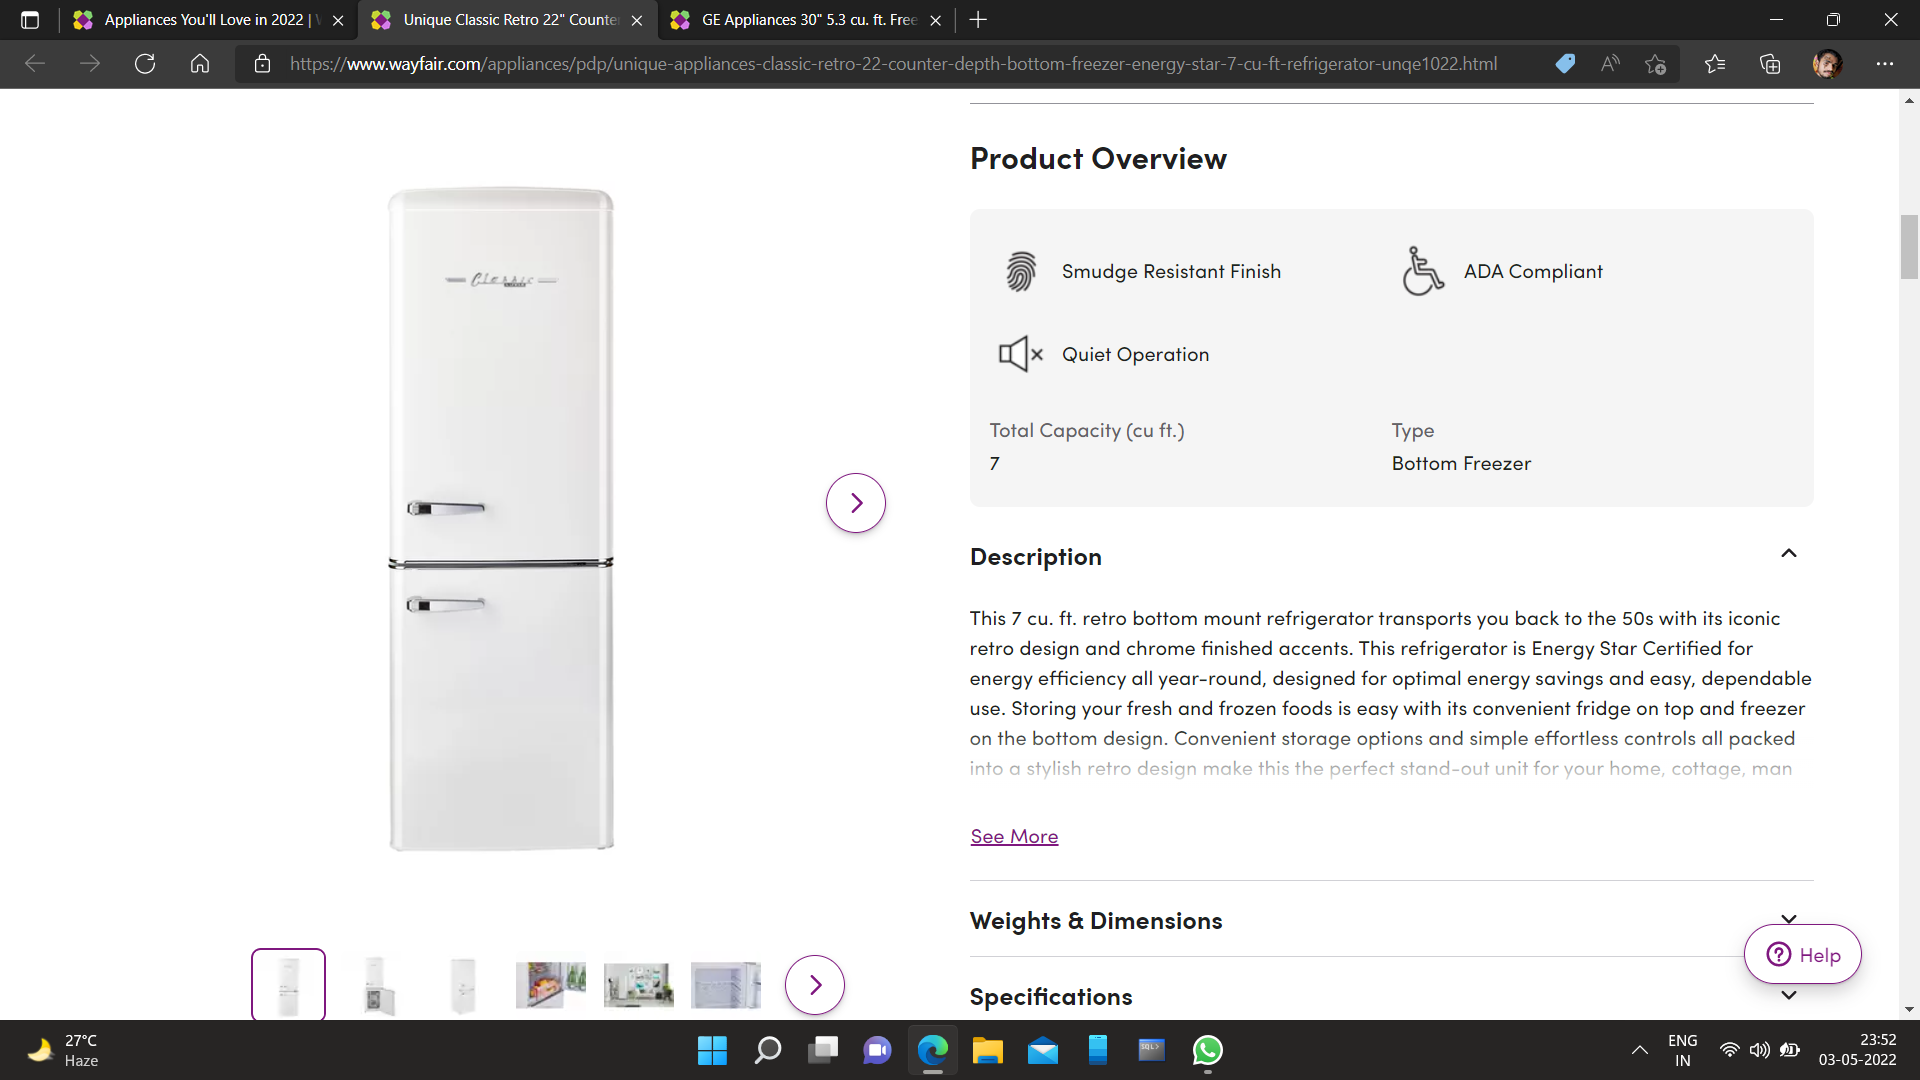 Appliances You'll Love in 2022 |
Unique Classic Retro 22" Counte
GE Appliances 30" 5.3 cu. ft. Free
https://www.wayfair.com/appliances/pdp/unique-appliances-classic-retro-22-counter-depth-bottom-freezer-energy-star-7-cu-ft-refrigerator-unqe1022.html
Product Overview
Smudge Resistant Finish
ADA Compliant
Quiet Operation
Total Capacity (cu ft.)
Type
7
Bottom Freezer
Classic
Description
This 7 cu. ft. retro bottom mount refrigerator transports you back to the 50s with its iconic
retro design and chrome finished accents. This refrigerator is Energy Star Certified for
energy efficiency all year-round, designed for optimal energy savings and easy, dependable
use. Storing your fresh and frozen foods is easy with its convenient fridge on top and freezer
on the bottom design. Convenient storage options and simple effortless controls all packed
into a stylish retro design make this the perfect stand-out unit for your home, cottage, man
See More
Weights & Dimensions
Help
Specifications
27°C
Haze
SQL>
ENG
IN
23:52
03-05-2022